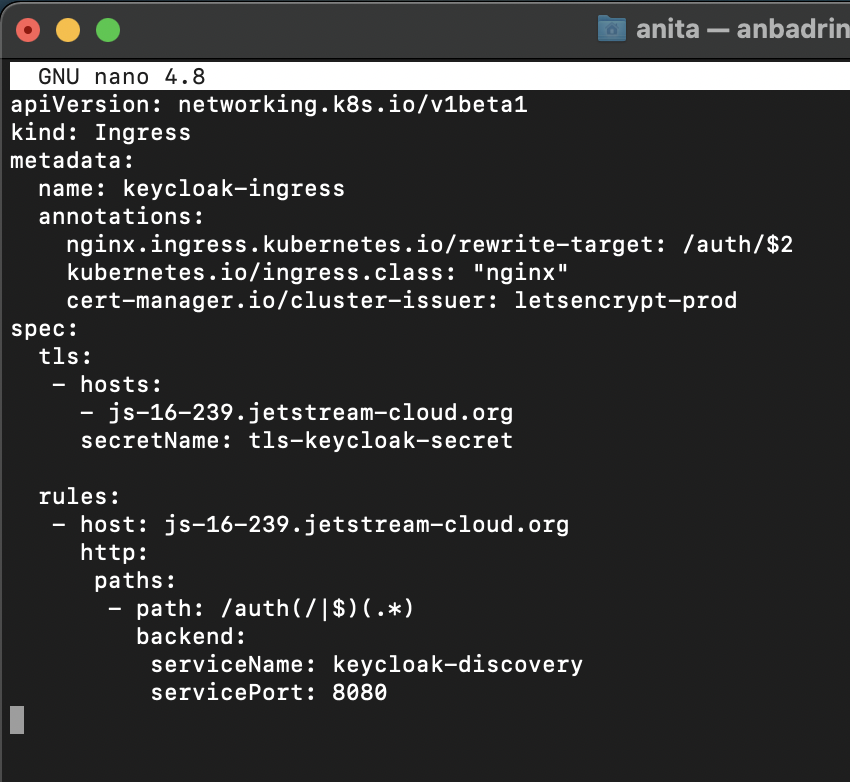 anita — anbadrin
GNU nano 4.8
apiVersion: networking.k8s.io/v1beta1
kind: Ingress
metadata:
  name: keycloak-ingress
  annotations:
    nginx.ingress.kubernetes.io/rewrite-target: /auth/$2
    kubernetes.io/ingress.class: "nginx"
    cert-manager.io/cluster-issuer: letsencrypt-prod
spec:
  tls:
   - hosts:
     - js-16-239.jetstream-cloud.org
     secretName: tls-keycloak-secret

  rules:
   - host: js-16-239.jetstream-cloud.org
     http:
      paths:
       - path: /auth(/|$)(.*)
         backend:
          serviceName: keycloak-discovery
          servicePort: 8080